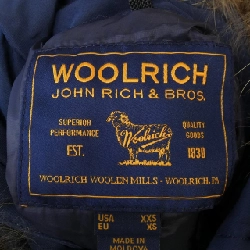 WOOLRICH
JOHN RICH & BROS.
SUPERIOR PERFORMANCE
QUALITY GOODS
Woolrich
EST. 1830
WOOLRICH WOOLEN MILLS - WOOLRICH, PA
USA XXS
EU XS
MADE IN
MOLDOVA